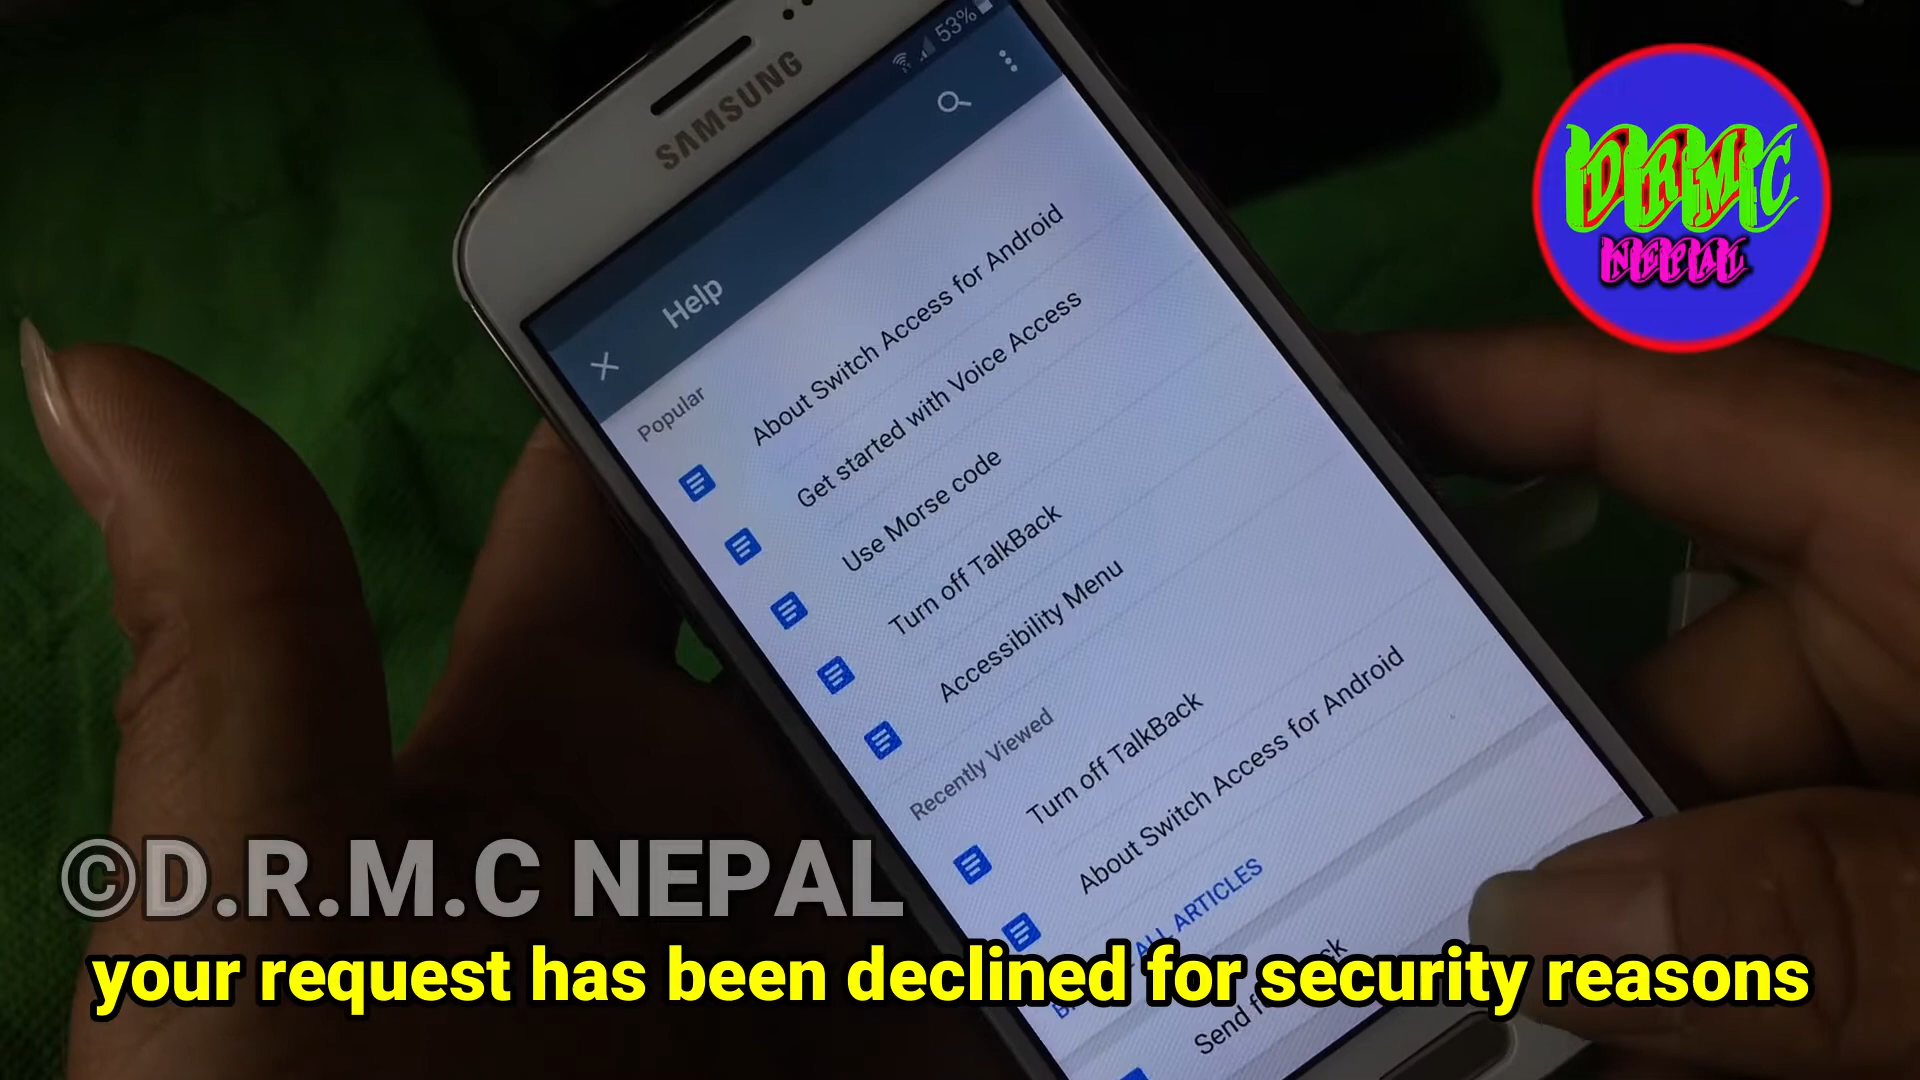 53%
SAMSUNG
Help
Popular
About Switch Access for Android
Get started with Voice Access
Use Morse code
Turn off TalkBack
Accessibility Menu
Recently Viewed
Turn off TalkBack
About Switch Access for Android
ALL ARTICLES
Send
DRMC
NEPAL
©D.R.M.C NEPAL
your request has been declined for security reasons